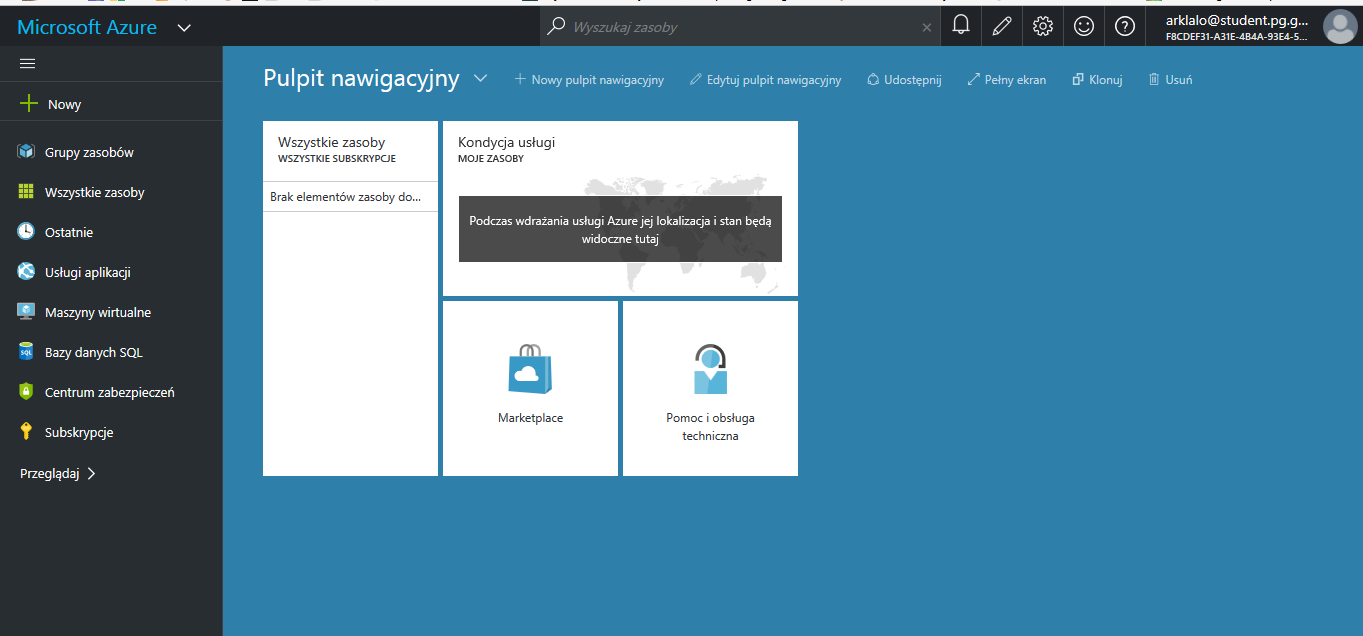 Microsoft Azure
Wyszukaj zasoby
arklalo@student.pg.g...
F8CDEF31-A31E-4B4A-93E4-5...
Pulpit nawigacyjny
Nowy pulpit nawigacyjny
Edytuj pulpit nawigacyjny
Udostępnij
Pełny ekran
Klonuj
Usuń
Nowy
Grupy zasobów
Wszystkie zasoby
Ostatnie
Usługi aplikacji
Maszyny wirtualne
SQL
Bazy danych SQL
Centrum zabezpieczeń
Subskrypcje
Przeglądaj
Wszystkie zasoby
WSZYSTKIE SUBSKRYPCJE
Brak elementów zasoby do...
Kondycja usługi
MOJE ZASOBY
Podczas wdrażania usługi Azure jej lokalizacja i stan będą
widoczne tutaj
Marketplace
Pomoc i obsługa
techniczna